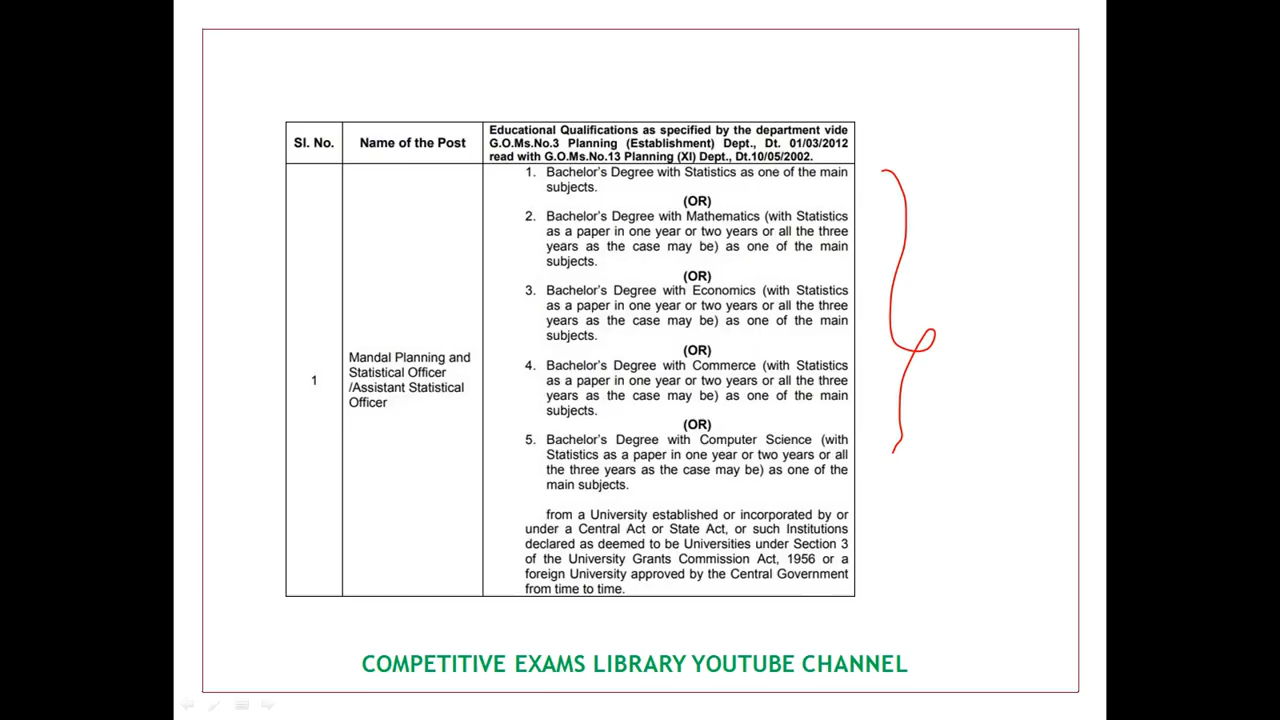 Sl. No.
Name of the Post
Educational Qualifications as specified by the department vide
G.O.Ms.No.3 Planning (Establishment) Dept., Dt. 01/03/2012
read with G.O.Ms.No.13 Planning (XI) Dept., Dt.10/05/2002.
1
Mandal Planning and
Statistical Officer
/Assistant Statistical
Officer
1. Bachelor's Degree with Statistics as one of the main
subjects.
(OR)
2. Bachelor's Degree with Mathematics (with Statistics
as a paper in one year or two years or all the three
years as the case may be) as one of the main
subjects.
(OR)
3. Bachelor's Degree with Economics (with Statistics
as a paper in one year or two years or all the three
years as the case may be) as one of the main
subjects.
(OR)
4. Bachelor's Degree with Commerce (with Statistics
as a paper in one year or two years or all the three
years as the case may be) as one of the main
subjects.
(OR)
5. Bachelor's Degree with Computer Science (with
Statistics as a paper in one year or two years or all
the three years as the case may be) as one of the
main subjects.
from a University established or incorporated by or
under a Central Act or State Act, or such Institutions
declared as deemed to be Universities under Section 3
of the University Grants Commission Act, 1956 or a
foreign University approved by the Central Government
from time to time.
COMPETITIVE EXAMS LIBRARY YOUTUBE CHANNEL